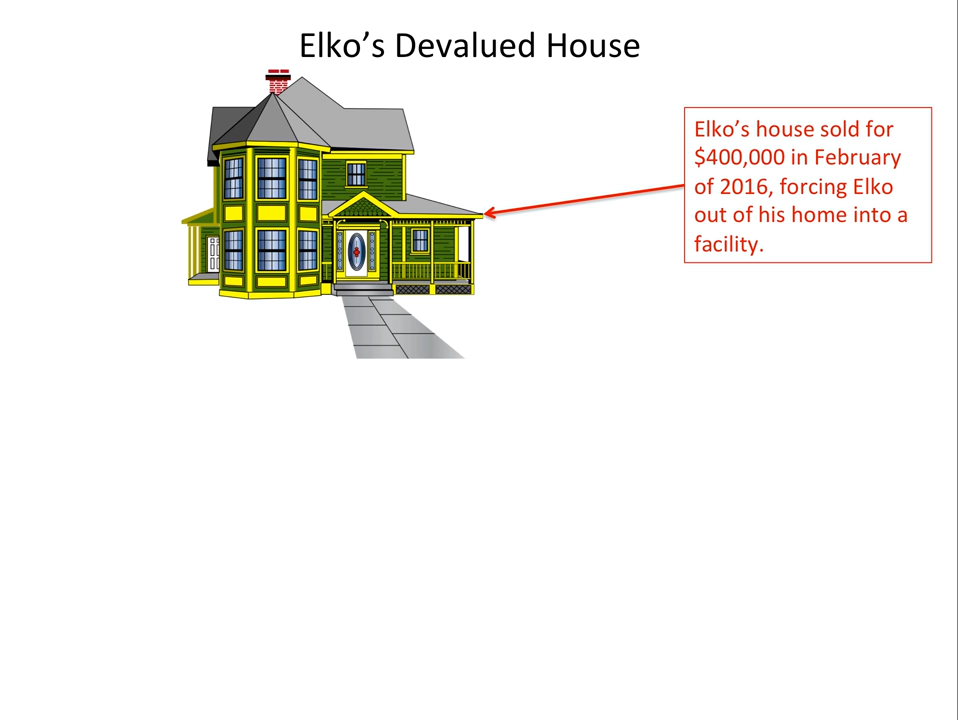 Elko’s Devalued House
Elko’s house sold for
$400,000 in February
of 2016, forcing Elko
out of his home into a
facility.